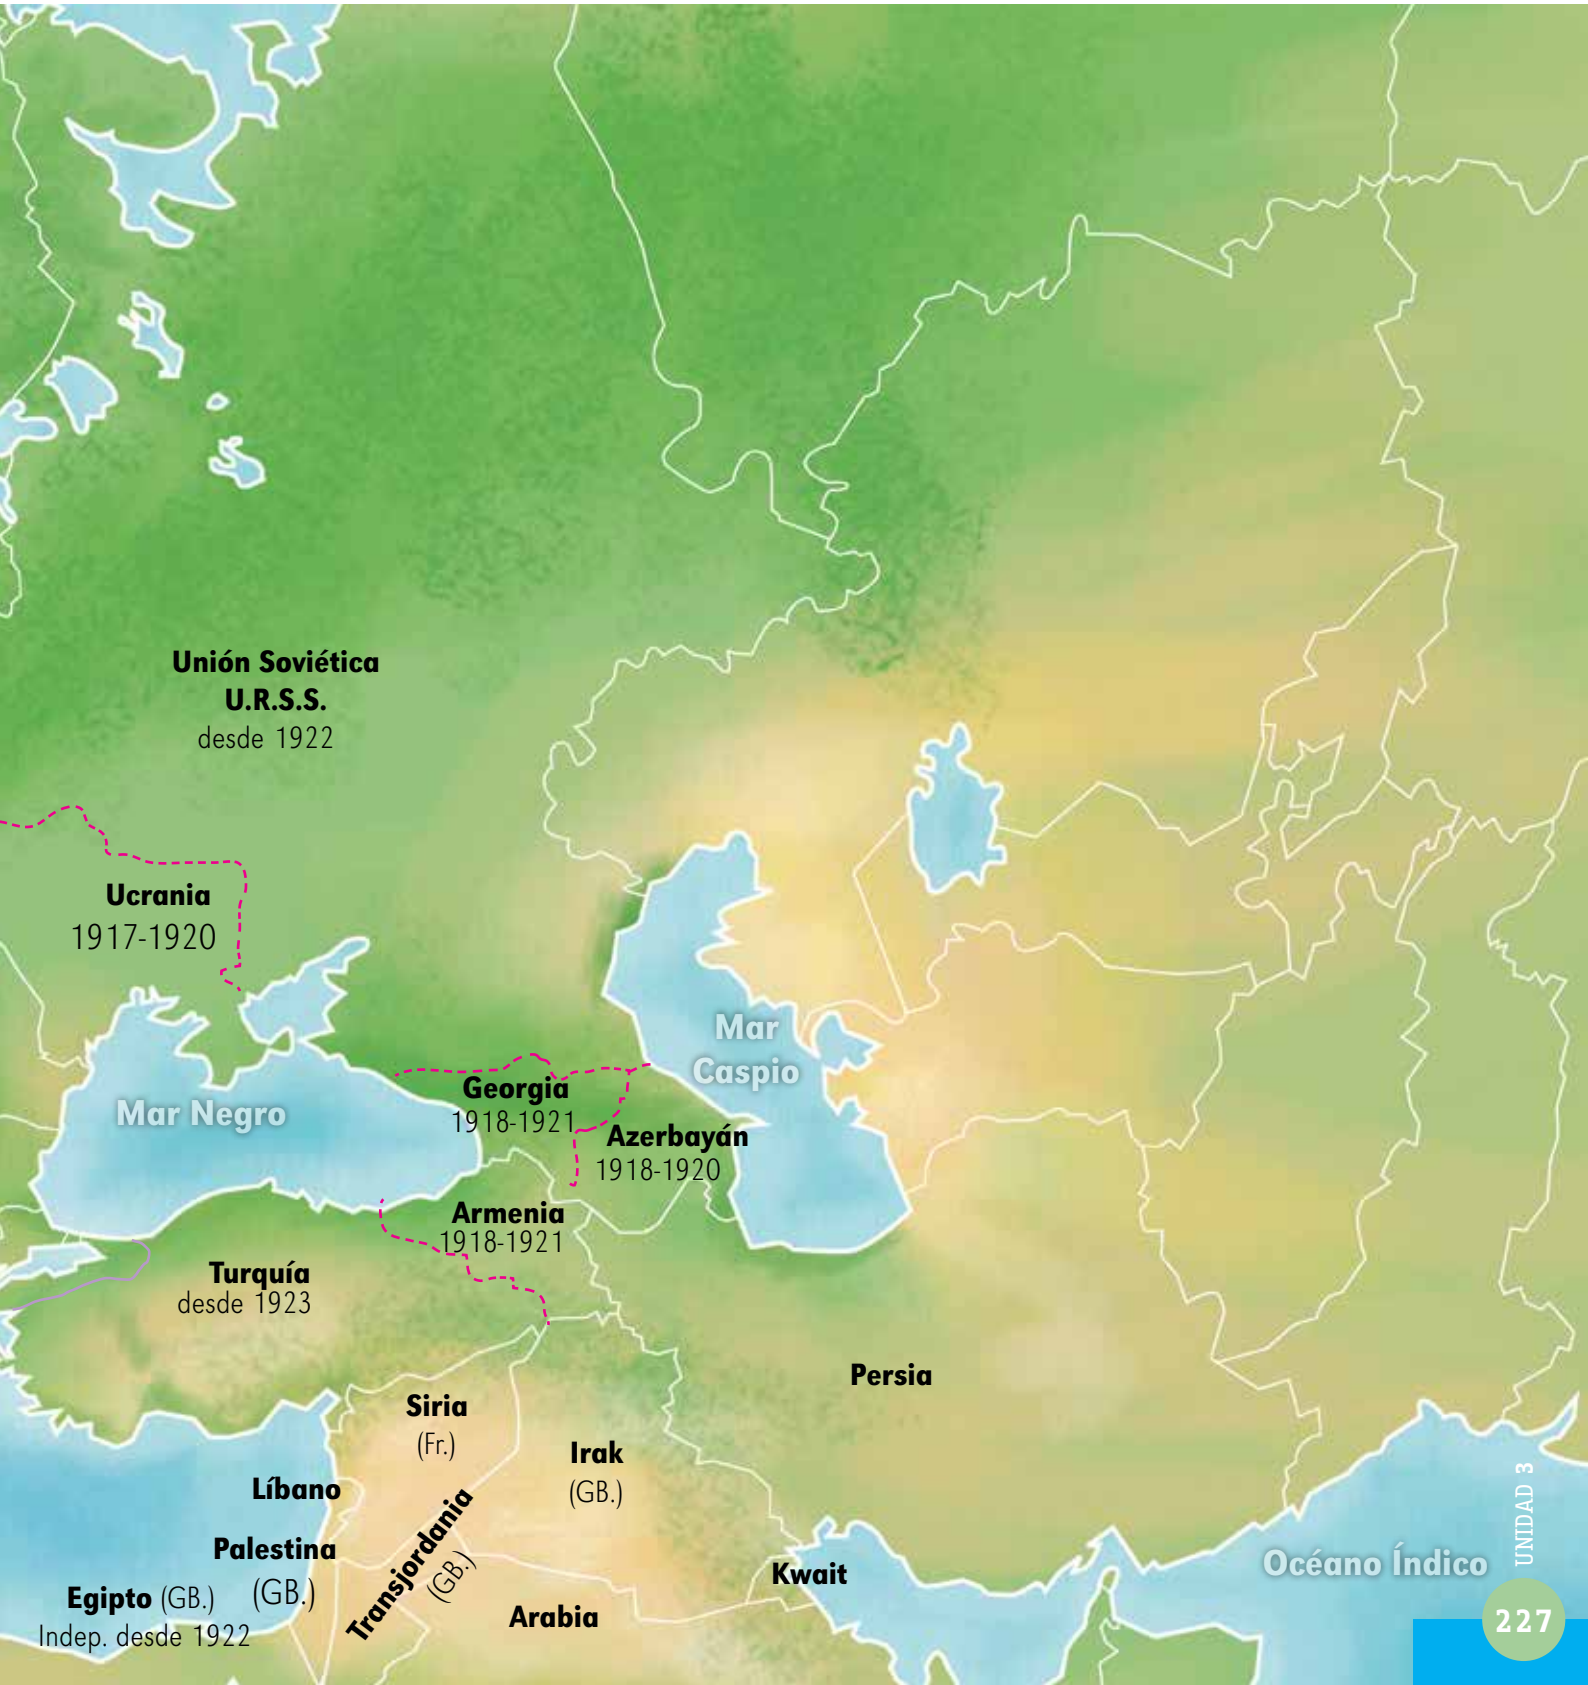 Unión Soviética
U.R.S.S.
desde 1922
Ucrania
1917-1920
Mar
Caspio
Mar Negro
Georgia
1918-1921
Azerbayán
1918-1920
Armenia
1918-1921
Turquía
desde 1923
Persia
Siria
(Fr.)
Irak
(GB.)
Líbano
Palestina
(GB.)
Transjordania
(GB.)
Egipto (GB.)
Indep. desde 1922
Kwait
Arabia
Océano Índico
UNIDAD 3
227